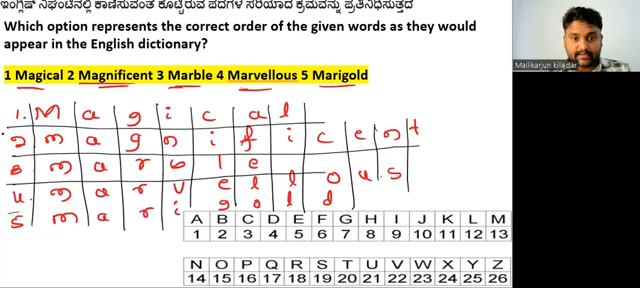 ಇಂಗ್ಲಿಷ್ ನಿಘಂಟಿನಲ್ಲಿ ಕಾಣಿಸುವಂತೆ ಕೊಟ್ಟಿರುವ ಪದಗಳ ಸರಿಯಾದ ಕ್ರಮವನ್ನು ಪ್ರತಿನಿಧಿಸುತ್ತದೆ
Which option represents the correct order of the given words as they would
appear in the English dictionary?
Mallikarjun killedar
1 Magical 2 Magnificent 3 Marble 4 Marvellous 5 Marigold
1. M a g i c a l
2 m a g n i f i c e n t
3 m a r b l e
4. m a r v e l l o u s
5 m a r i g o l d
A B C D E F G H I J K L M
1 2 3 4 5 6 7 8 9 10 11 12 13
N O P Q R S T U V W X Y Z
14 15 16 17 18 19 20 21 22 23 24 25 26